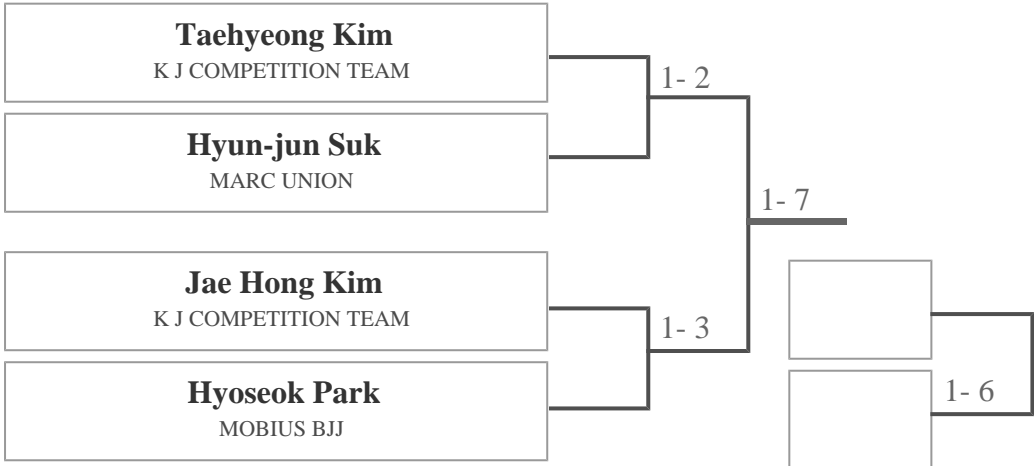 Taehyeong Kim
K J COMPETITION TEAM
1- 2
Hyun-jun Suk
MARC UNION
1- 7
Jae Hong Kim
K J COMPETITION TEAM
1- 3
Hyoseok Park
MOBIUS BJJ
1- 6